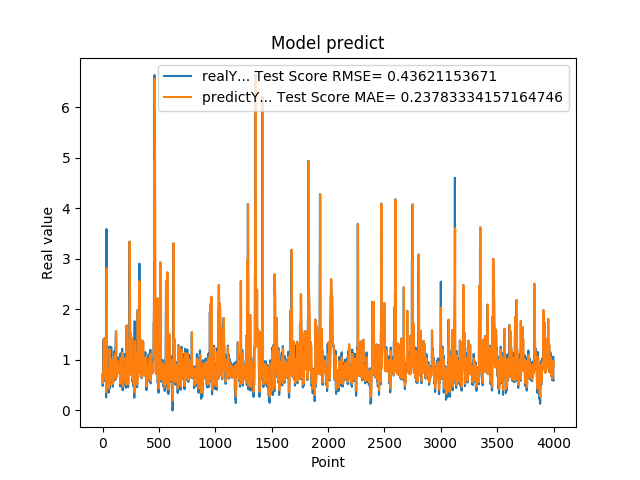 Model predict
realY... Test Score RMSE= 0.43621153671
predictY... Test Score MAE= 0.23783334157164746
Real value
6
5
4
3
2
1
0
0 500 1000 1500 2000 2500 3000 3500 4000
Point